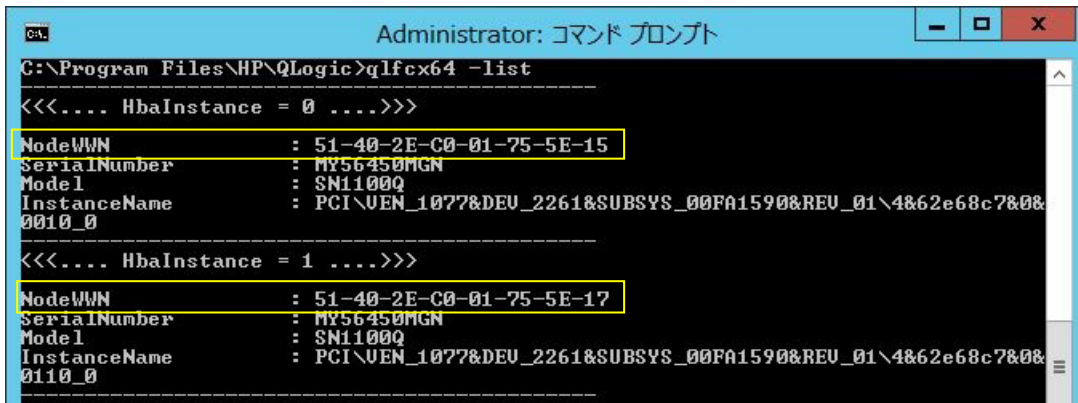 Administrator: コマンド プロンプト
C:\Program Files\HP\QLogic>qlfcx64 -list
------------------------------------------------------
<<<.... HbaInstance = 0 ....>>>
NodeWWN : 51-40-2E-C0-01-75-5E-15
SerialNumber : MY56450MGN
Model : SN1100Q
InstanceName : PCI\VEN_1077&DEV_2261&SUBSYS_00FA1590&REV_01\4&62e68c7&0&
0010_0
------------------------------------------------------
<<<.... HbaInstance = 1 ....>>>
NodeWWN : 51-40-2E-C0-01-75-5E-17
SerialNumber : MY56450MGN
Model : SN1100Q
InstanceName : PCI\VEN_1077&DEV_2261&SUBSYS_00FA1590&REV_01\4&62e68c7&0&
0110_0
------------------------------------------------------